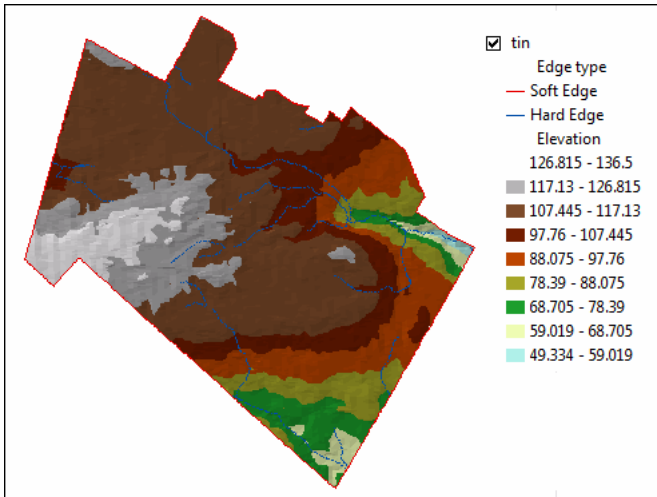 tin
Edge type
Soft Edge
Hard Edge
Elevation
126.815 - 136.5
117.13 - 126.815
107.445 - 117.13
97.76 - 107.445
88.075 - 97.76
78.39 - 88.075
68.705 - 78.39
59.019 - 68.705
49.334 - 59.019